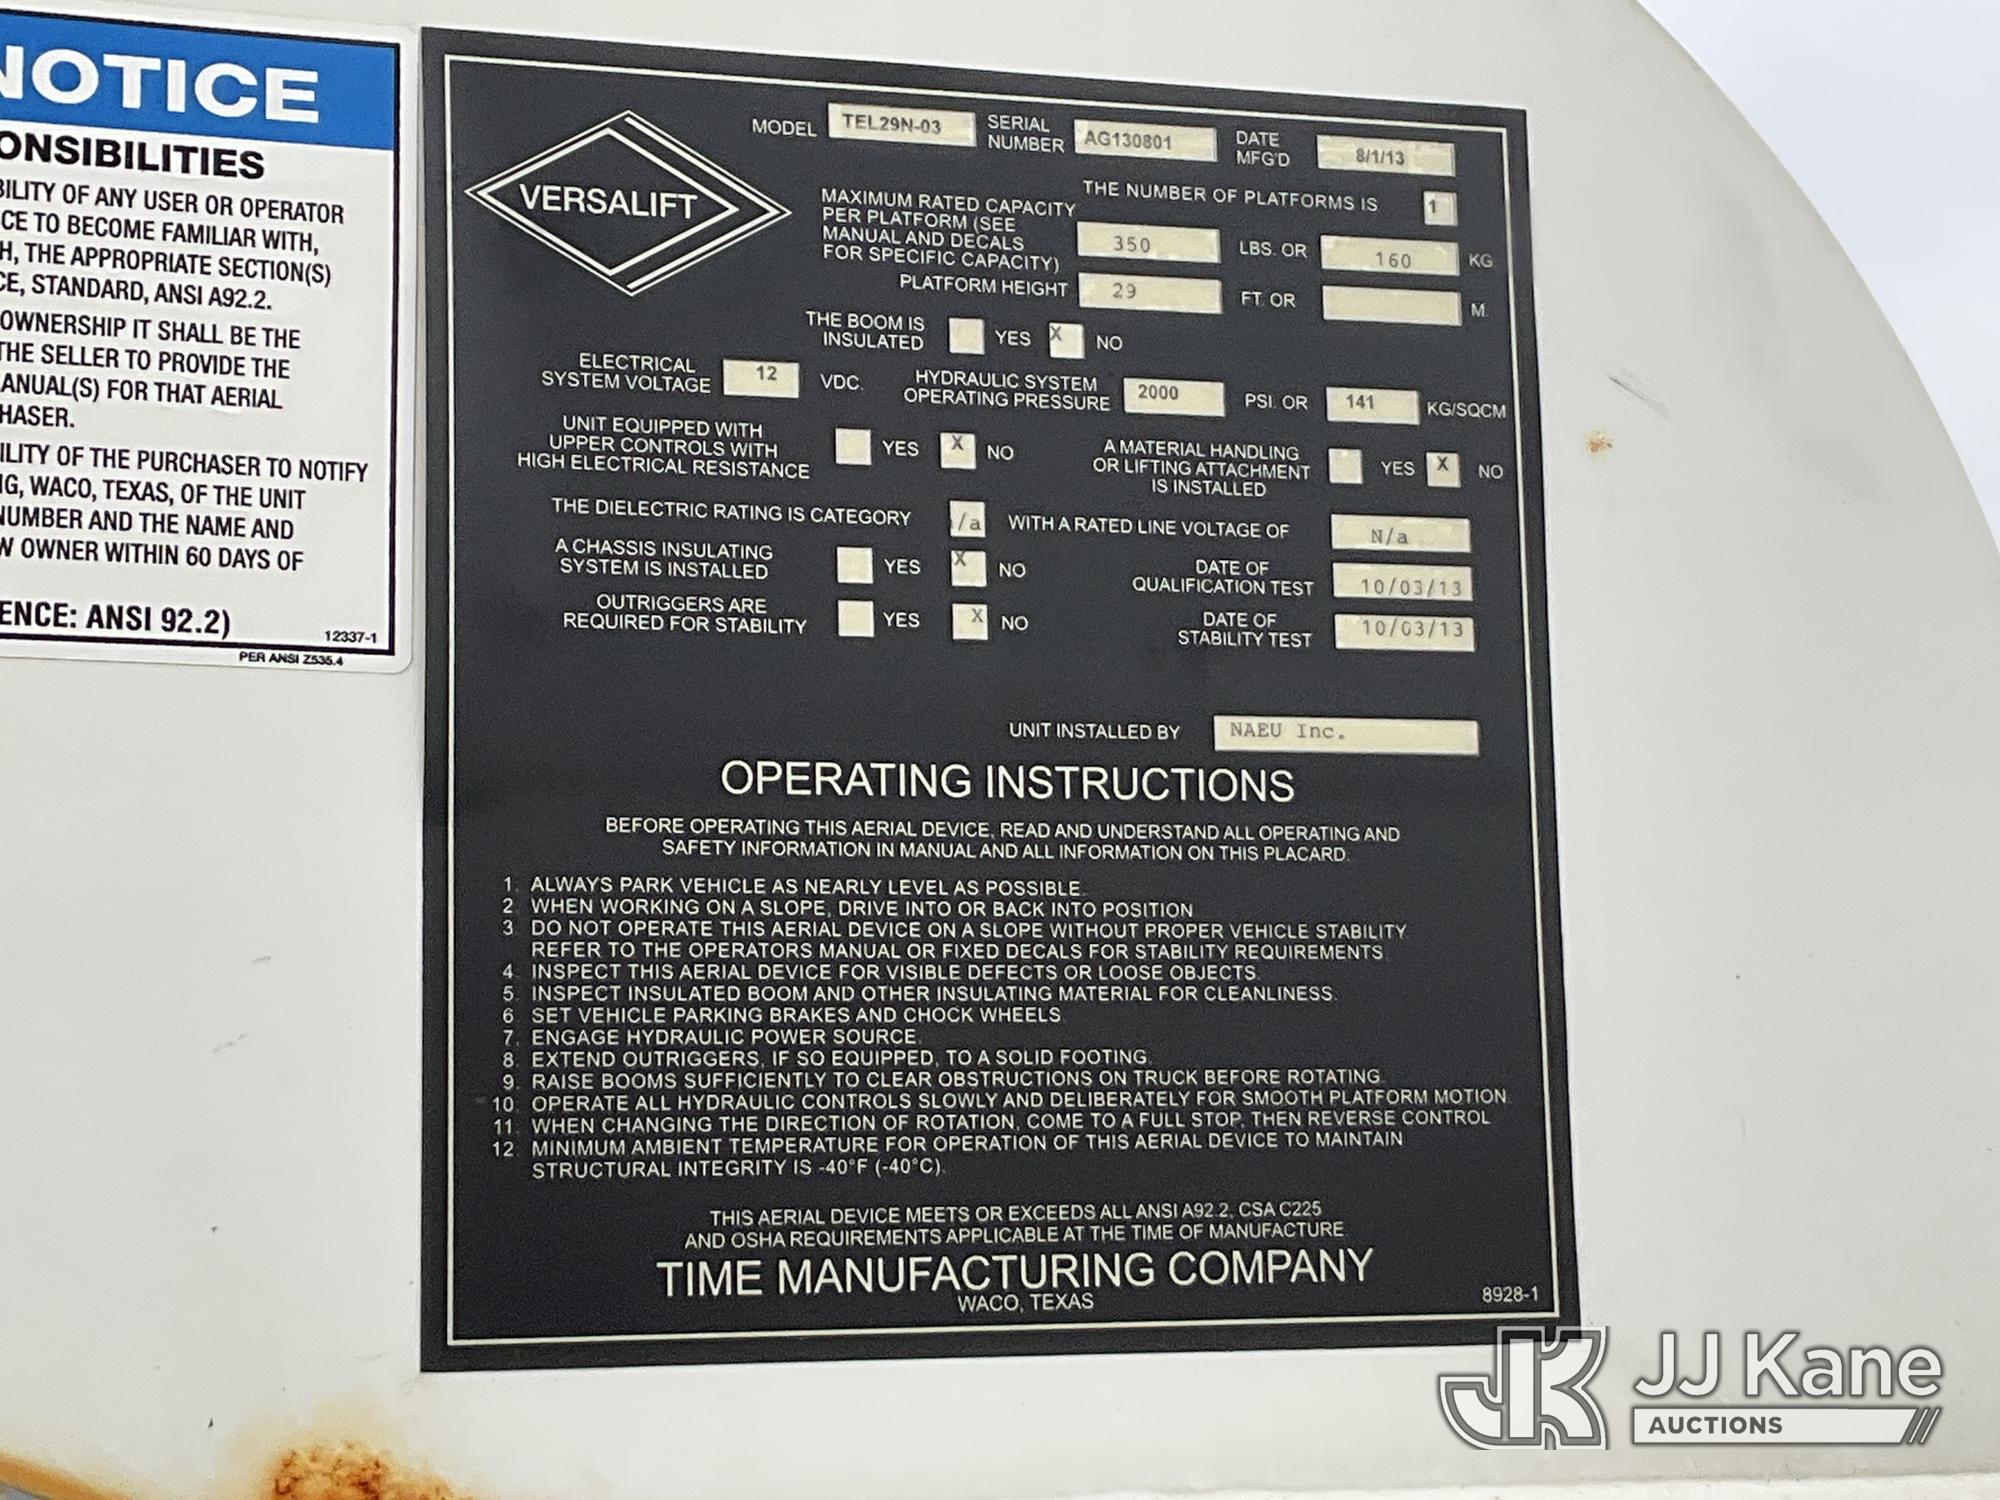 NOTICE
ONSIBILITIES
BILITY OF ANY USER OR OPERATOR
CE TO BECOME FAMILIAR WITH,
H, THE APPROPRIATE SECTION(S)
CE, STANDARD, ANSI A92.2.
OWNERSHIP IT SHALL BE THE
THE SELLER TO PROVIDE THE
ANUAL(S) FOR THAT AERIAL
HASER.
ILITY OF THE PURCHASER TO NOTIFY
G, WACO, TEXAS, OF THE UNIT
NUMBER AND THE NAME AND
W OWNER WITHIN 60 DAYS OF
ENCE: ANSI 92.2)
12337-1
PER ANSI Z535.4
VERSALIFT
MODEL TEL29N-03 SERIAL NUMBER AG130801 DATE MFG'D 8/1/13
THE NUMBER OF PLATFORMS IS 1
MAXIMUM RATED CAPACITY
PER PLATFORM (SEE
MANUAL AND DECALS
FOR SPECIFIC CAPACITY) 350 LBS. OR 160 KG.
PLATFORM HEIGHT 29 FT. OR M.
THE BOOM IS
INSULATED YES X NO
ELECTRICAL
SYSTEM VOLTAGE 12 VDC. HYDRAULIC SYSTEM
OPERATING PRESSURE 2000 PSI. OR 141 KG/SQCM
UNIT EQUIPPED WITH
UPPER CONTROLS WITH
HIGH ELECTRICAL RESISTANCE YES X NO
A MATERIAL HANDLING
OR LIFTING ATTACHMENT
IS INSTALLED YES X NO
THE DIELECTRIC RATING IS CATEGORY /a WITH A RATED LINE VOLTAGE OF N/a
A CHASSIS INSULATING
SYSTEM IS INSTALLED YES X NO
DATE OF
QUALIFICATION TEST 10/03/13
OUTRIGGERS ARE
REQUIRED FOR STABILITY YES X NO
DATE OF
STABILITY TEST 10/03/13
UNIT INSTALLED BY NAEU Inc.
OPERATING INSTRUCTIONS
BEFORE OPERATING THIS AERIAL DEVICE, READ AND UNDERSTAND ALL OPERATING AND
SAFETY INFORMATION IN MANUAL AND ALL INFORMATION ON THIS PLACARD.
1. ALWAYS PARK VEHICLE AS NEARLY LEVEL AS POSSIBLE.
2. WHEN WORKING ON A SLOPE, DRIVE INTO OR BACK INTO POSITION
3. DO NOT OPERATE THIS AERIAL DEVICE ON A SLOPE WITHOUT PROPER VEHICLE STABILITY.
REFER TO THE OPERATORS MANUAL OR FIXED DECALS FOR STABILITY REQUIREMENTS.
4. INSPECT THIS AERIAL DEVICE FOR VISIBLE DEFECTS OR LOOSE OBJECTS.
5. INSPECT INSULATED BOOM AND OTHER INSULATING MATERIAL FOR CLEANLINESS.
6. SET VEHICLE PARKING BRAKES AND CHOCK WHEELS.
7. ENGAGE HYDRAULIC POWER SOURCE.
8. EXTEND OUTRIGGERS, IF SO EQUIPPED, TO A SOLID FOOTING.
9. RAISE BOOMS SUFFICIENTLY TO CLEAR OBSTRUCTIONS ON TRUCK BEFORE ROTATING.
10. OPERATE ALL HYDRAULIC CONTROLS SLOWLY AND DELIBERATELY FOR SMOOTH PLATFORM MOTION.
11. WHEN CHANGING THE DIRECTION OF ROTATION, COME TO A FULL STOP, THEN REVERSE CONTROL
12. MINIMUM AMBIENT TEMPERATURE FOR OPERATION OF THIS AERIAL DEVICE TO MAINTAIN
STRUCTURAL INTEGRITY IS -40°F (-40°C).
THIS AERIAL DEVICE MEETS OR EXCEEDS ALL ANSI A92.2, CSA C225
AND OSHA REQUIREMENTS APPLICABLE AT THE TIME OF MANUFACTURE
TIME MANUFACTURING COMPANY
WACO, TEXAS
8928-1
JK JJ Kane
AUCTIONS